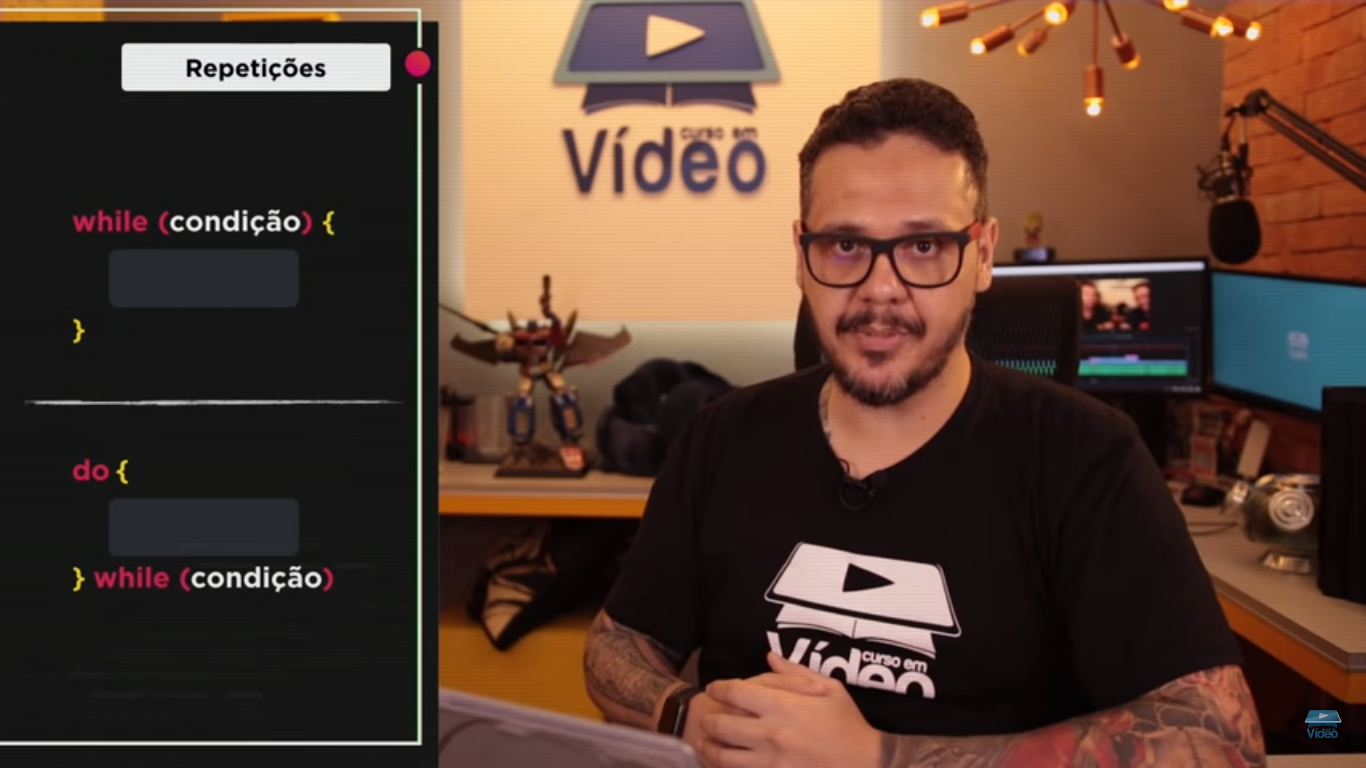 Repetições
while (condição) {
}
do {
} while (condição)
curso em
Vídeo
curso em
Vídeo
Vídeo